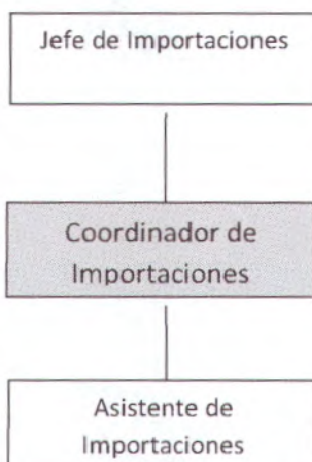 Jefe de Importaciones
Coordinador de
Importaciones
Asistente de
Importaciones